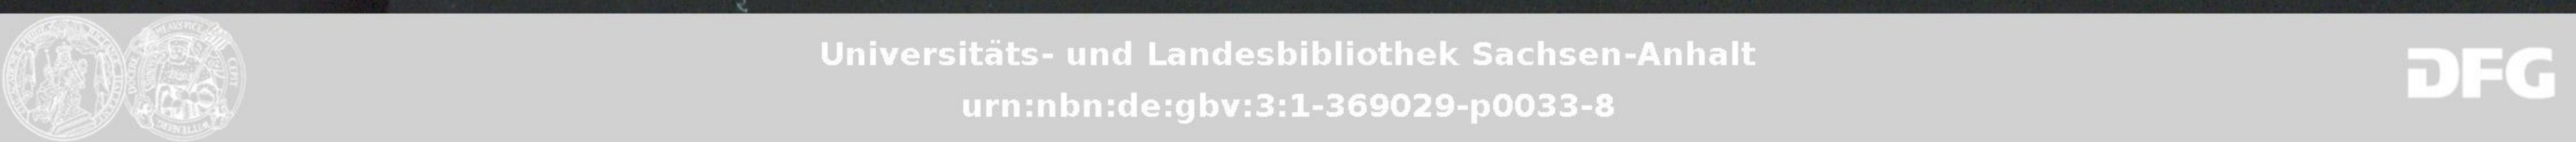 Universitäts- und Landesbibliothek Sachsen-Anhalt
urn:nbn:de:gbv:3:1-369029-p0033-8
DFG